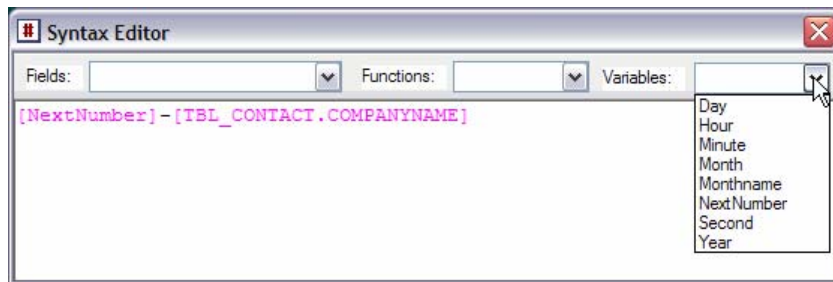 # Syntax Editor
Fields: Functions: Variables:
[NextNumber]-[TBL_CONTACT.COMPANYNAME]
Day
Hour
Minute
Month
Monthname
NextNumber
Second
Year